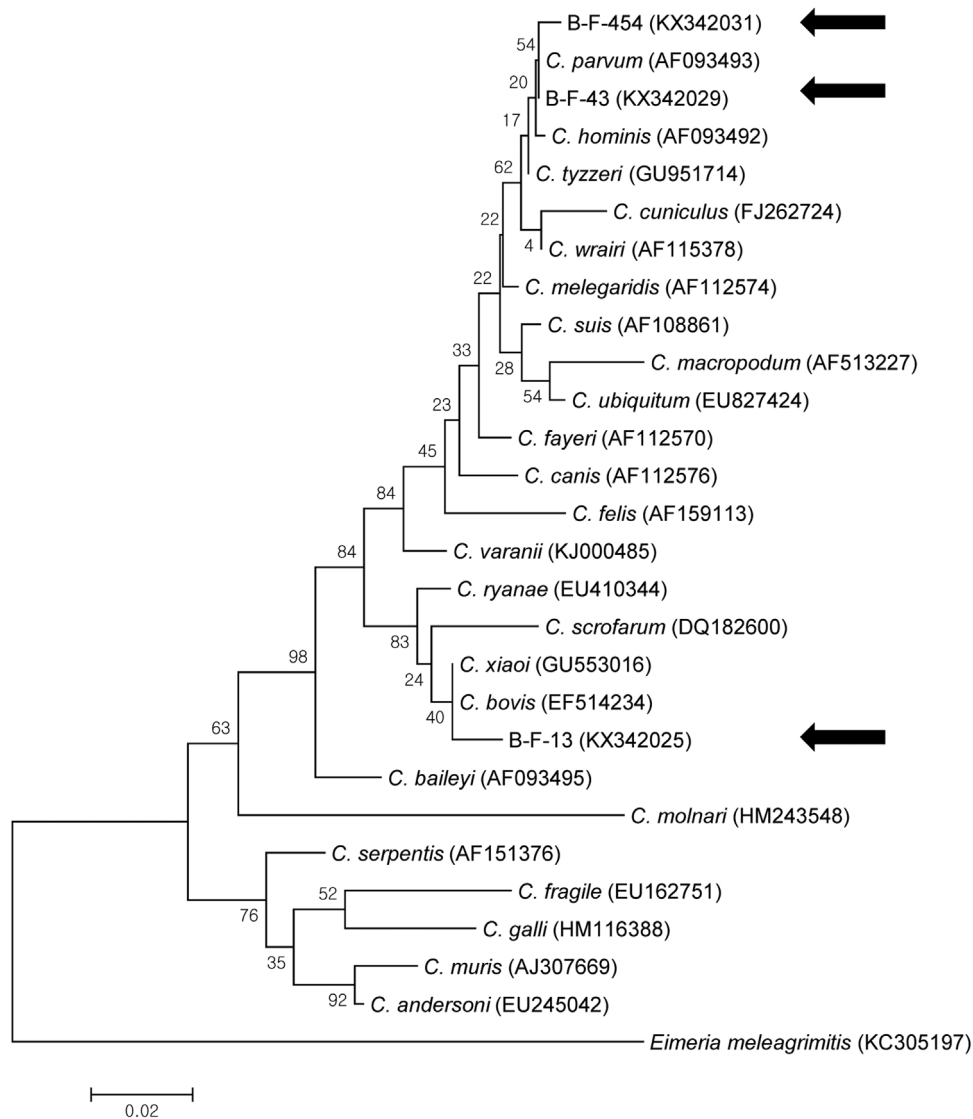 B-F-454 (KX342031)
54
C. parvum (AF093493)
20
B-F-43 (KX342029)
17
C. hominis (AF093492)
62
C. tyzzeri (GU951714)
C. cuniculus (FJ262724)
22
4
C. wrairi (AF115378)
22
C. melegaridis (AF112574)
C. suis (AF108861)
33
28
C. macropodum (AF513227)
54
C. ubiquitum (EU827424)
23
C. fayeri (AF112570)
45
C. canis (AF112576)
84
C. felis (AF159113)
84
C. varanii (KJ000485)
C. ryanae (EU410344)
83
C. scrofarum (DQ182600)
98
C. xiaoi (GU553016)
24
C. bovis (EF514234)
40
63
B-F-13 (KX342025)
C. baileyi (AF093495)
C. molnari (HM243548)
C. serpentis (AF151376)
52
C. fragile (EU162751)
76
C. galli (HM116388)
35
C. muris (AJ307669)
92
C. andersoni (EU245042)
Eimeria meleagrimitis (KC305197)
0.02